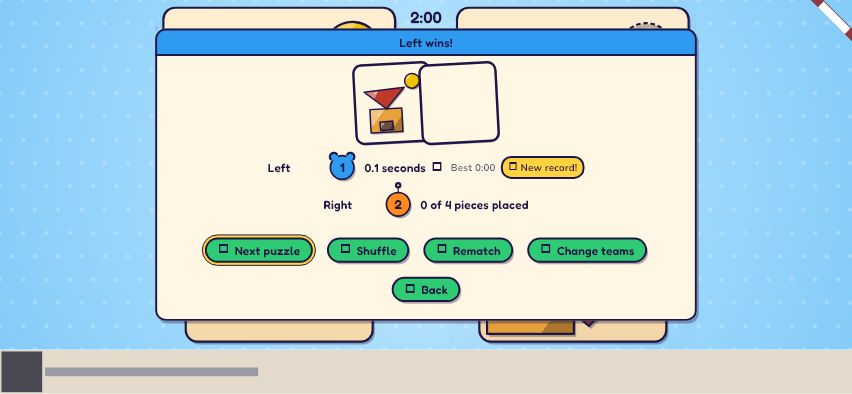 2:00
Left wins!
Left 1 0.1 seconds Best 0:00 New record!
Right 2 0 of 4 pieces placed
Next puzzle Shuffle Rematch Change teams
Back